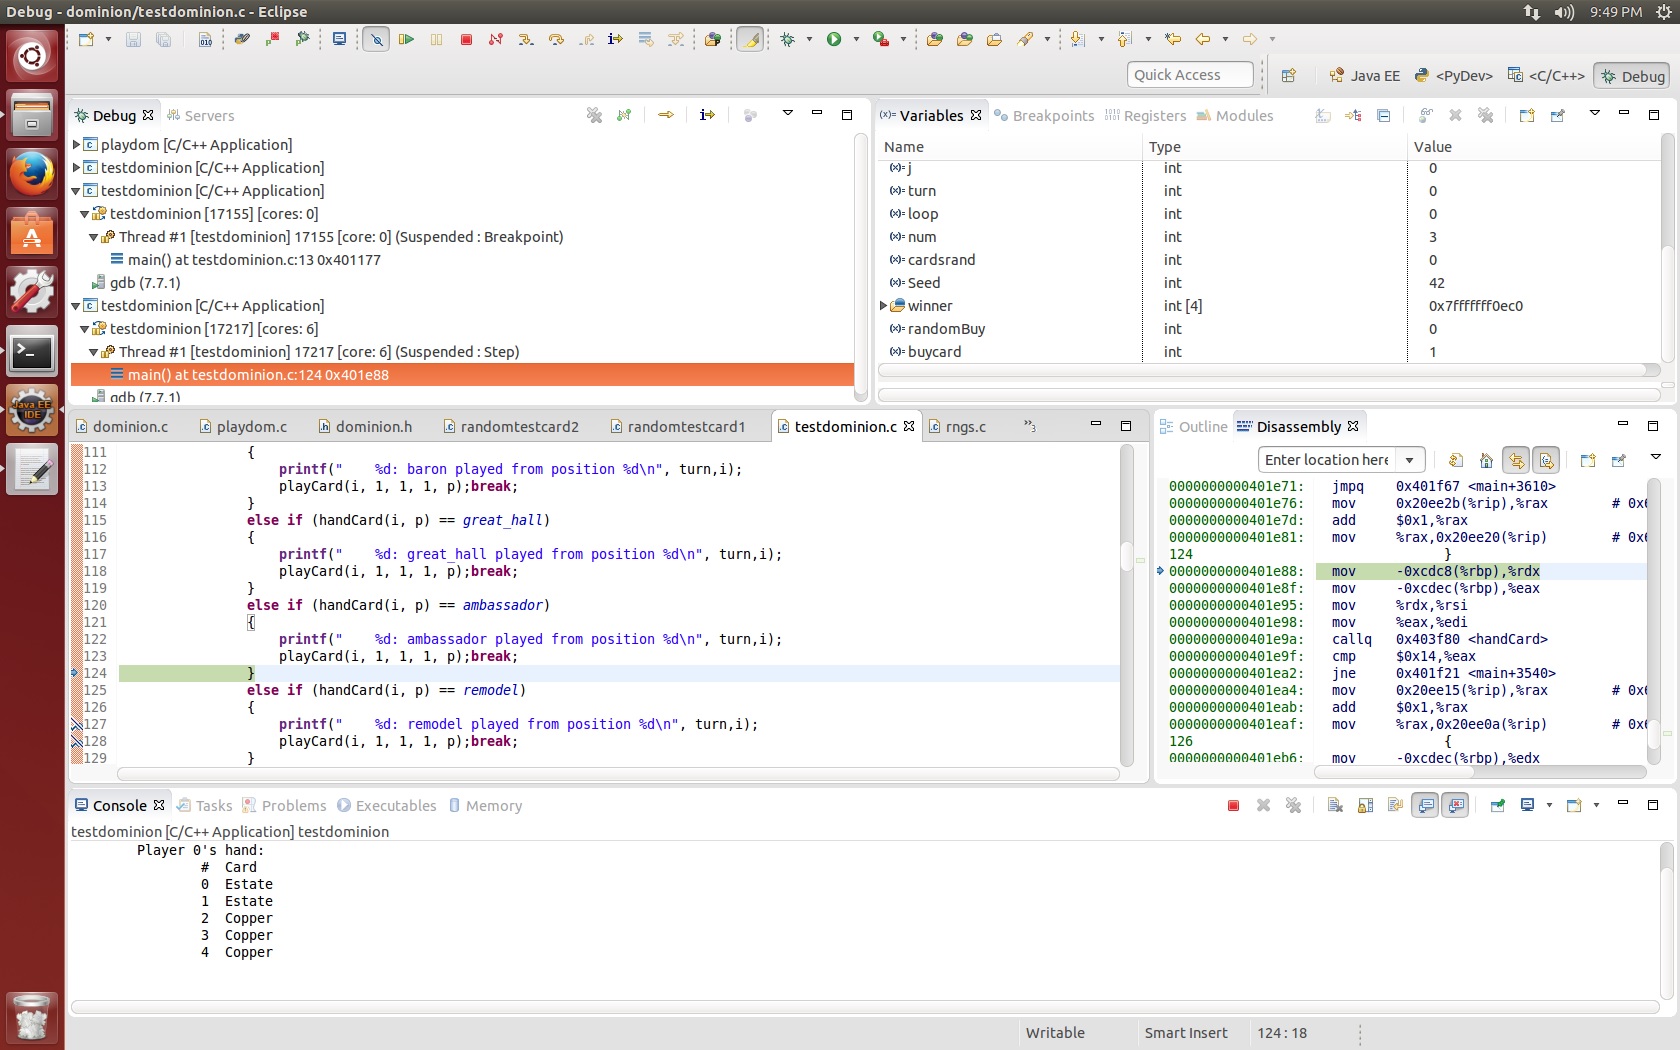 Debug - dominion/testdominion.c - Eclipse
9:49 PM
Quick Access
Java EE
<PyDev>
<C/C++>
Debug
Debug
Servers
playdom [C/C++ Application]
testdominion [C/C++ Application]
testdominion [C/C++ Application]
testdominion [17155] [cores: 0]
Thread #1 [testdominion] 17155 [core: 0] (Suspended : Breakpoint)
main() at testdominion.c:13 0x401177
gdb (7.7.1)
testdominion [C/C++ Application]
testdominion [17217] [cores: 6]
Thread #1 [testdominion] 17217 [core: 6] (Suspended : Step)
main() at testdominion.c:124 0x401e88
gdb (7.7.1)
Variables
Breakpoints
Registers
Modules
Name Type Value
j int 0
turn int 0
loop int 0
num int 3
cardsrand int 0
Seed int 42
winner int [4] 0x7fffffff0ec0
randomBuy int 0
buycard int 1
dominion.c
playdom.c
dominion.h
randomtestcard2
randomtestcard1
testdominion.c
rngs.c
»3
111 {
112 printf("    %d: baron played from position %d\n", turn,i);
113 playCard(i, 1, 1, 1, p);break;
114 }
115 else if (handCard(i, p) == great_hall)
116 {
117 printf("    %d: great_hall played from position %d\n", turn,i);
118 playCard(i, 1, 1, 1, p);break;
119 }
120 else if (handCard(i, p) == ambassador)
121 {
122 printf("    %d: ambassador played from position %d\n", turn,i);
123 playCard(i, 1, 1, 1, p);break;
124 }
125 else if (handCard(i, p) == remodel)
126 {
127 printf("    %d: remodel played from position %d\n", turn,i);
128 playCard(i, 1, 1, 1, p);break;
129 }
Outline
Disassembly
Enter location here
0000000000401e71: jmpq 0x401f67 <main+3610>
0000000000401e76: mov 0x20ee2b(%rip),%rax # 0x6
0000000000401e7d: add $0x1,%rax
0000000000401e81: mov %rax,0x20ee20(%rip) # 0x6
124 }
0000000000401e88: mov -0xcdc8(%rbp),%rdx
0000000000401e8f: mov -0xcdec(%rbp),%eax
0000000000401e95: mov %rdx,%rsi
0000000000401e98: mov %eax,%edi
0000000000401e9a: callq 0x403f80 <handCard>
0000000000401e9f: cmp $0x14,%eax
0000000000401ea2: jne 0x401f21 <main+3540>
0000000000401ea4: mov 0x20ee15(%rip),%rax # 0x6
0000000000401eab: add $0x1,%rax
0000000000401eaf: mov %rax,0x20ee0a(%rip) # 0x6
126 {
0000000000401eb6: mov -0xcdec(%rbp),%edx
Console
Tasks
Problems
Executables
Memory
testdominion [C/C++ Application] testdominion
Player 0's hand:
# Card
0 Estate
1 Estate
2 Copper
3 Copper
4 Copper
Writable
Smart Insert
124 : 18
Java EE
IDE